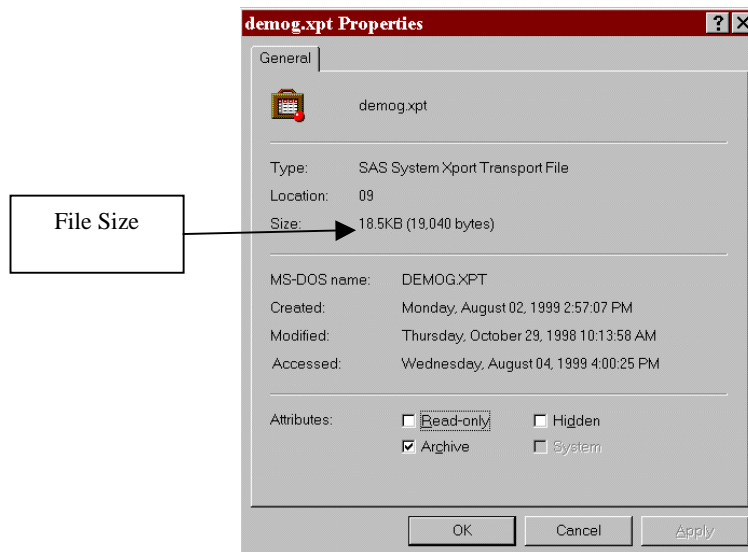 demog.xpt Properties
General
demog.xpt
Type: SAS System Xport Transport File
Location: 09
File Size
Size: 18.5KB (19,040 bytes)
MS-DOS name: DEMOG.XPT
Created: Monday, August 02, 1999 2:57:07 PM
Modified: Thursday, October 29, 1998 10:13:58 AM
Accessed: Wednesday, August 04, 1999 4:00:25 PM
Attributes: Read-only Hidden
Archive System
OK Cancel Apply